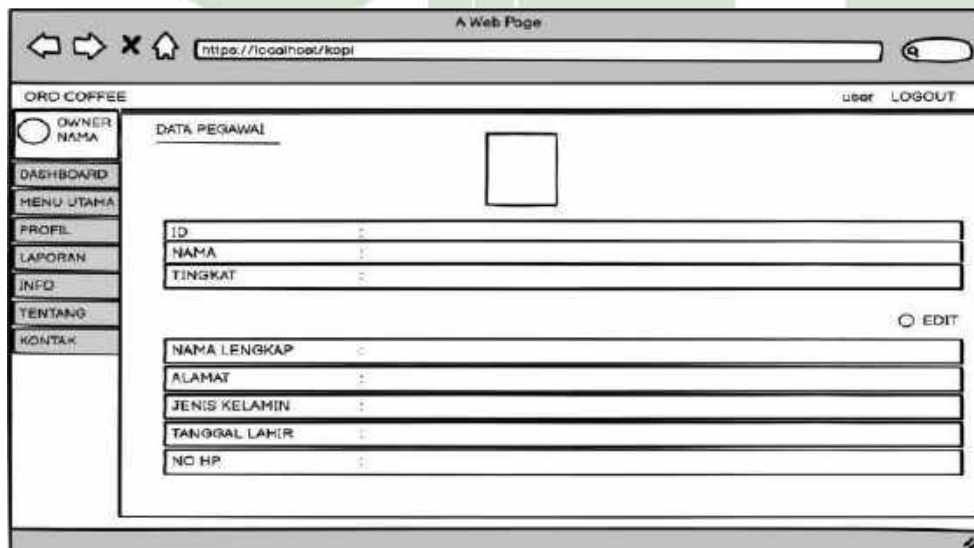 A Web Page
https://localhost/kopi
ORO COFFEE
user LOGOUT
OWNER
NAMA
DATA PEGAWAI
DASHBOARD
MENU UTAMA
PROFIL
LAPORAN
INFO
TENTANG
KONTAK
ID :
NAMA :
TINGKAT :
EDIT
NAMA LENGKAP :
ALAMAT :
JENIS KELAMIN :
TANGGAL LAHIR :
NO HP :